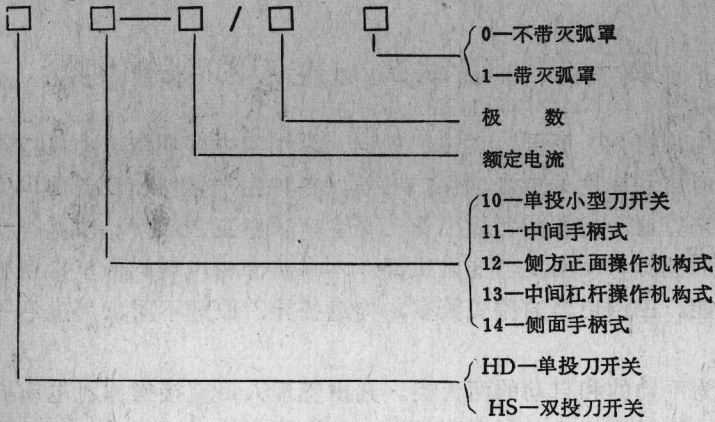 □ □—□/□ □
0—不带灭弧罩
1—带灭弧罩
极 数
额定电流
10—单投小型刀开关
11—中间手柄式
12—侧方正面操作机构式
13—中间杠杆操作机构式
14—侧面手柄式
HD—单投刀开关
HS—双投刀开关